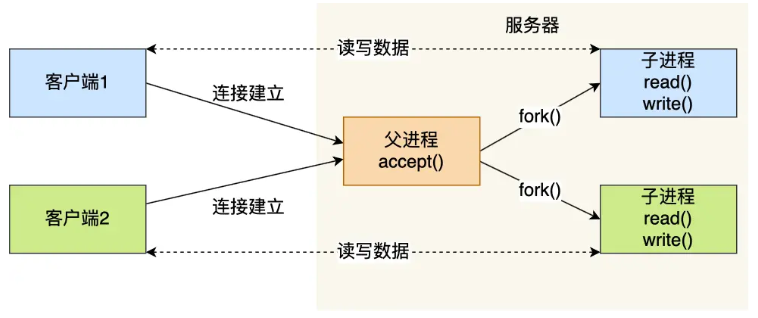 服务器
读写数据
客户端1
子进程
read()
write()
连接建立
fork()
父进程
accept()
fork()
客户端2
连接建立
子进程
read()
write()
读写数据